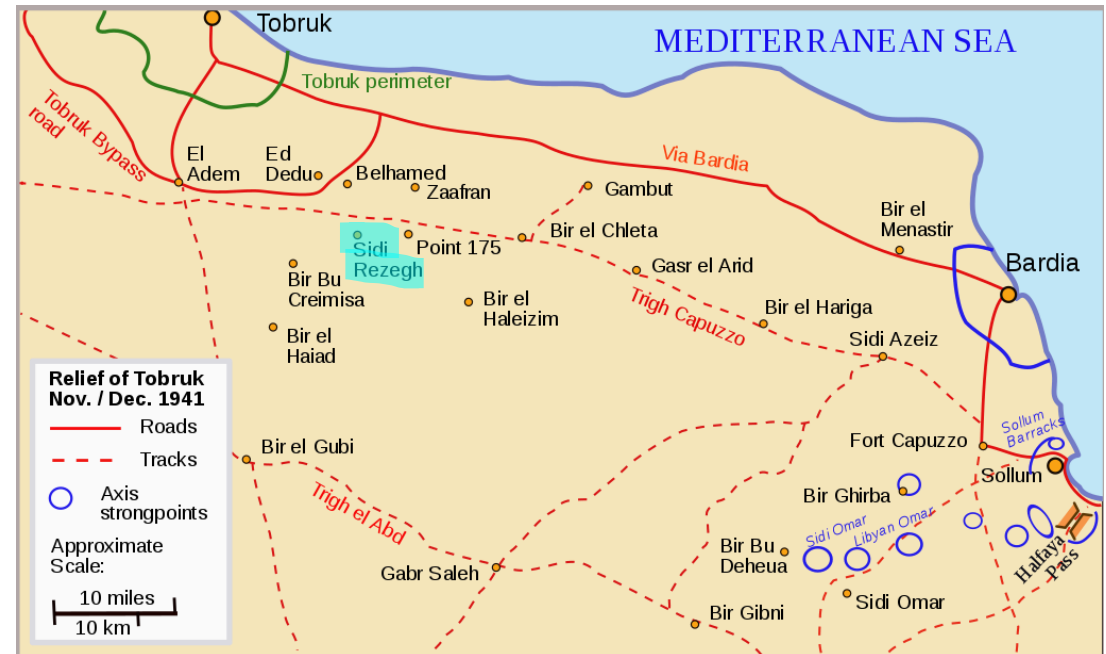 Tobruk
MEDITERRANEAN SEA
Tobruk perimeter
Tobruk Bypass
road
El
Adem
Ed
Dedu
Belhamed
Zaafran
Via Bardia
Gambut
Bir el
Menastir
Bir el Chleta
Sidi
Rezegh
Point 175
Bardia
Gasr el Arid
Bir Bu
Creimisa
Bir el
Haleizim
Trigh Capuzzo
Bir el Hariga
Bir el
Haiad
Sidi Azeiz
Relief of Tobruk
Nov. / Dec. 1941
Roads
Tracks
Axis
strongpoints
Approximate
Scale:
10 miles
10 km
Sollum
Barracks
Fort Capuzzo
Bir el Gubi
Sollum
Trigh el Abd
Bir Ghirba
Sidi Omar
Libyan Omar
Bir Bu
Deheua
Halfaya
Pass
Gabr Saleh
Sidi Omar
Bir Gibni